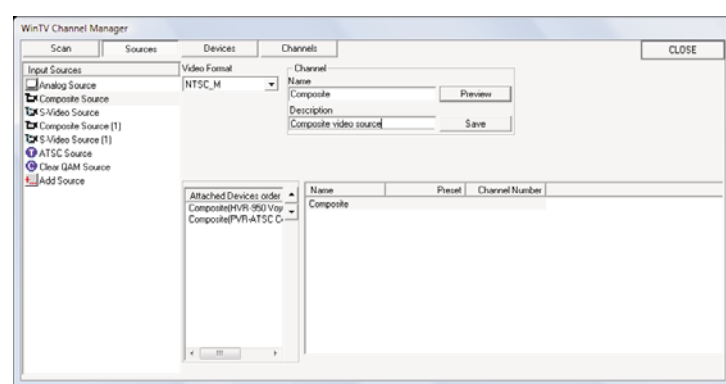 WinTV Channel Manager
Scan Sources Devices Channels CLOSE
Input Sources
Analog Source
Composite Source
S-Video Source
Composite Source (1)
S-Video Source (1)
ATSC Source
Clear QAM Source
Add Source
Video Format
NTSC_M
Channel
Name
Composite
Preview
Description
Composite video source
Save
Attached Devices order
Composite(HVR-950 Voy
Composite(PVR-ATSC C
Name Preset Channel Number
Composite